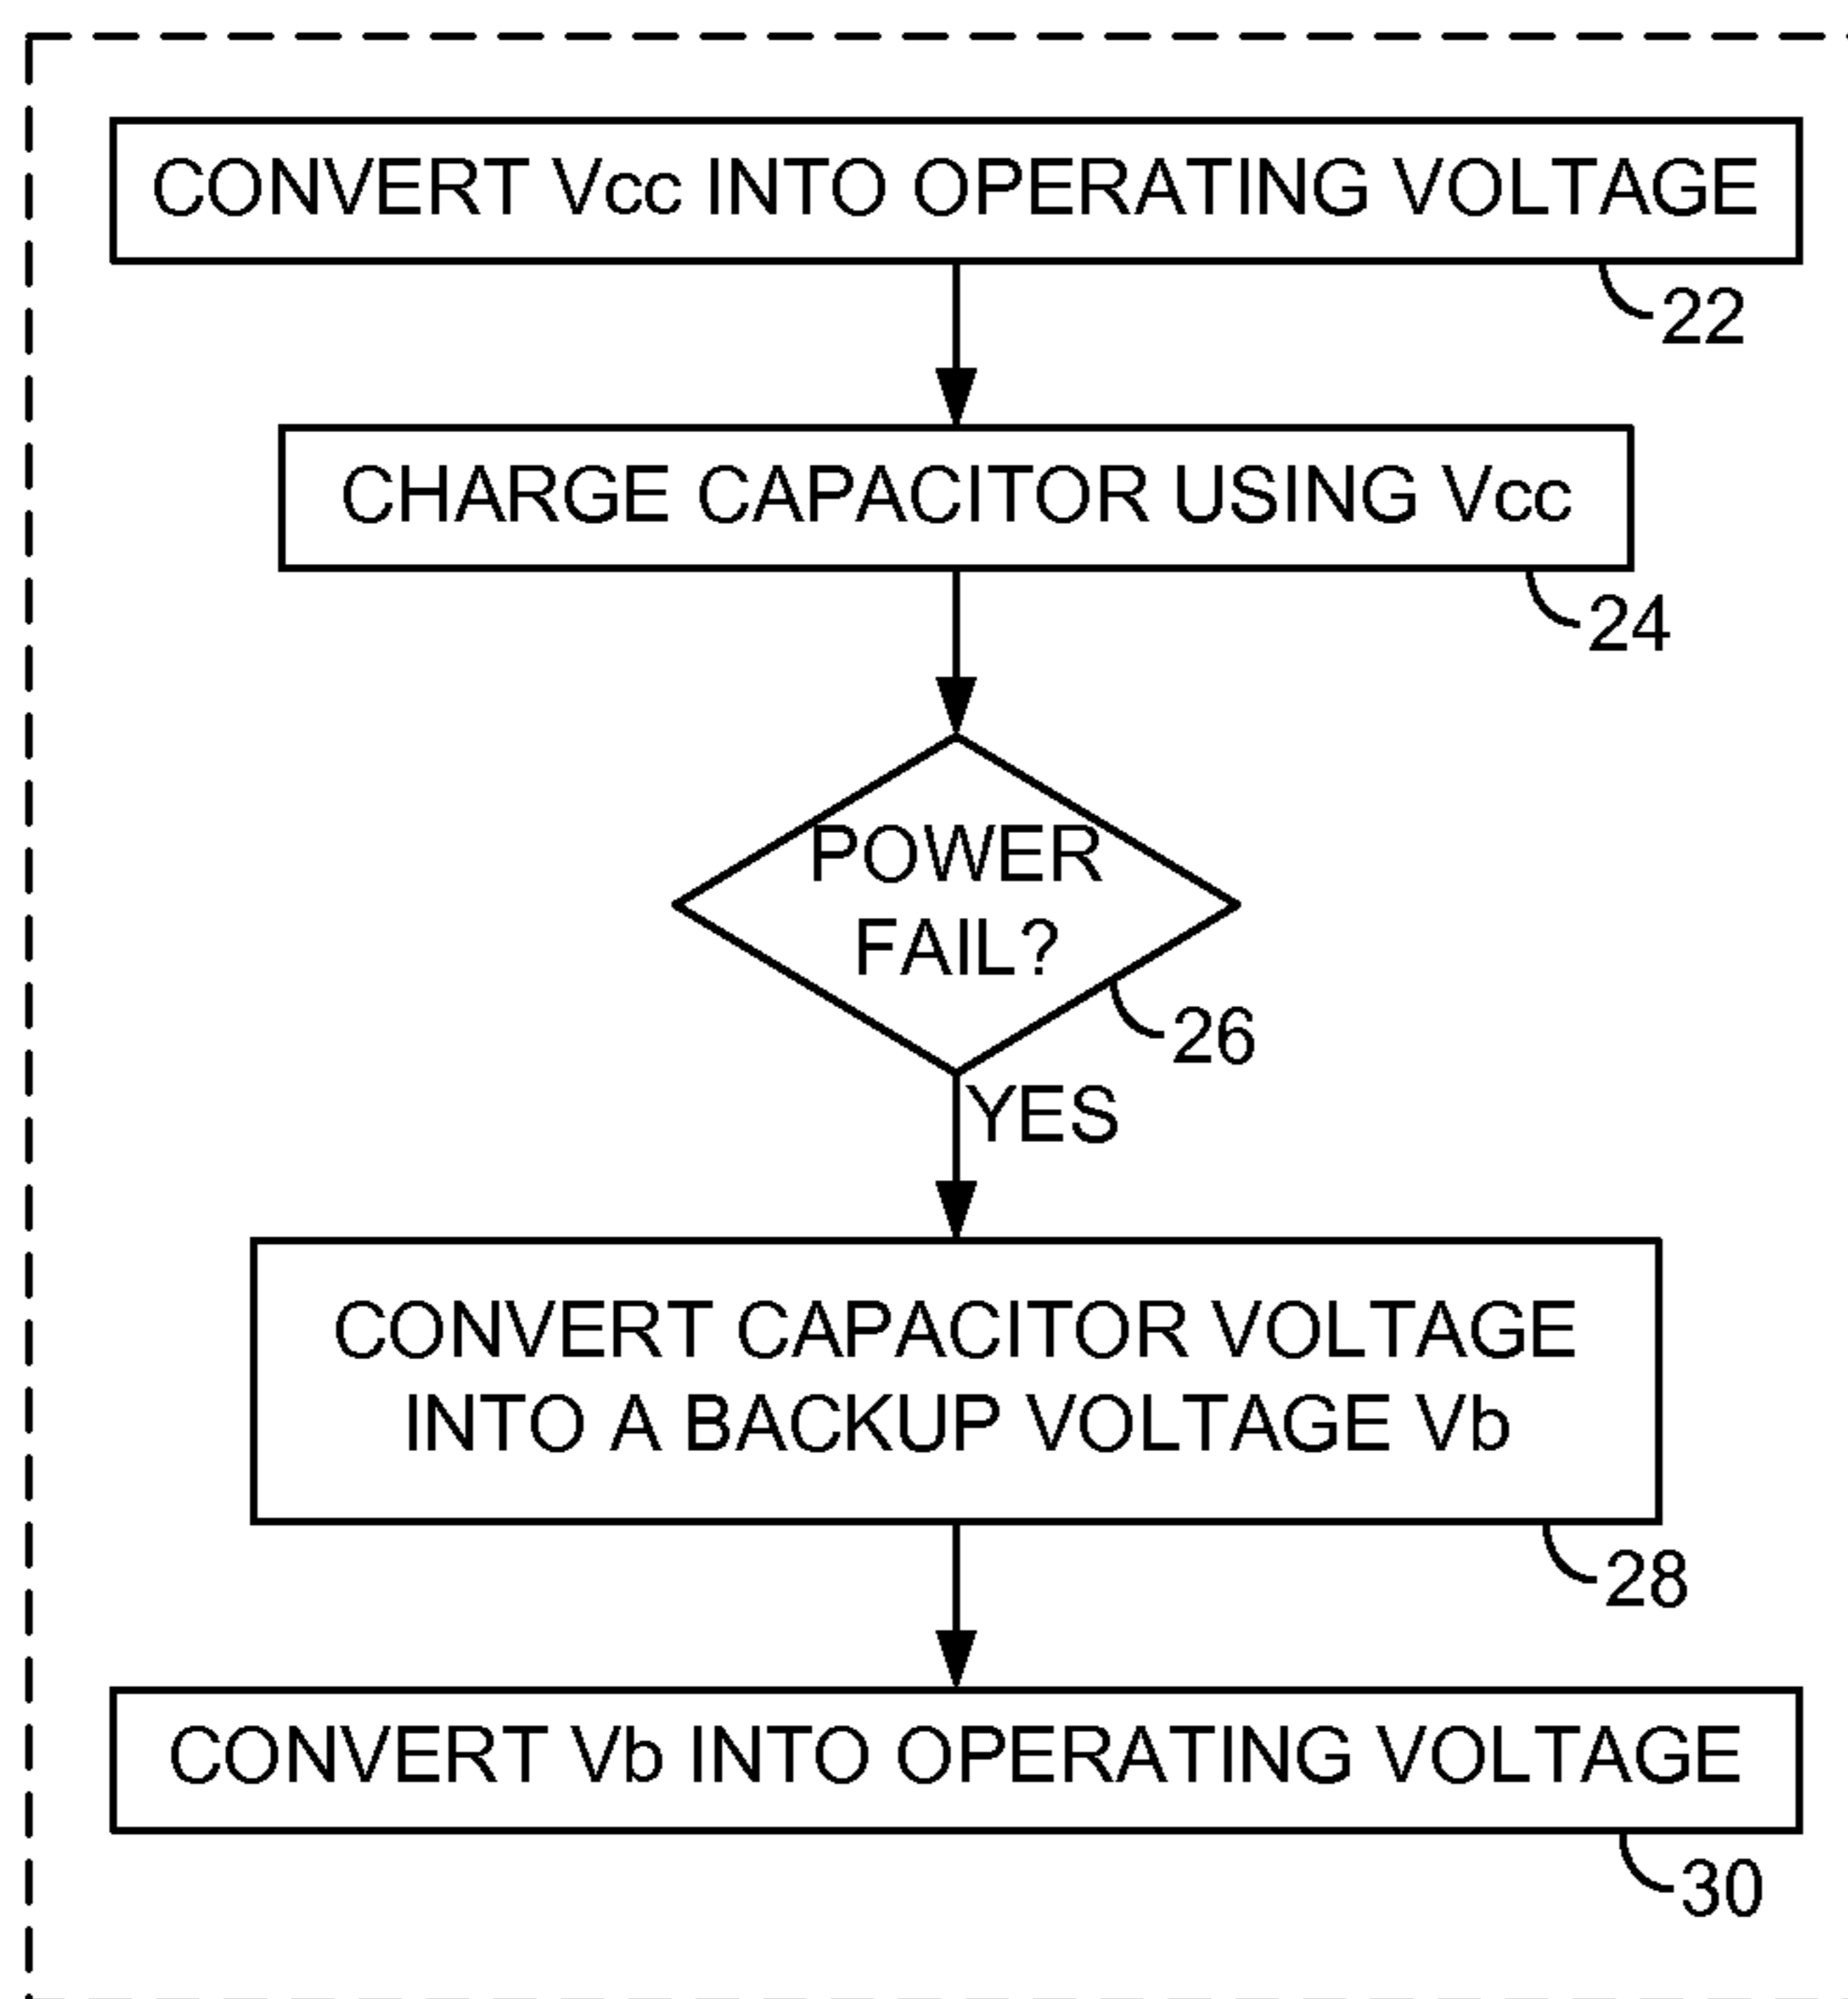 CONVERT Vcc INTO OPERATING VOLTAGE
22
CHARGE CAPACITOR USING Vcc
24
POWER
FAIL?
26
YES
CONVERT CAPACITOR VOLTAGE
INTO A BACKUP VOLTAGE Vb
28
CONVERT Vb INTO OPERATING VOLTAGE
30